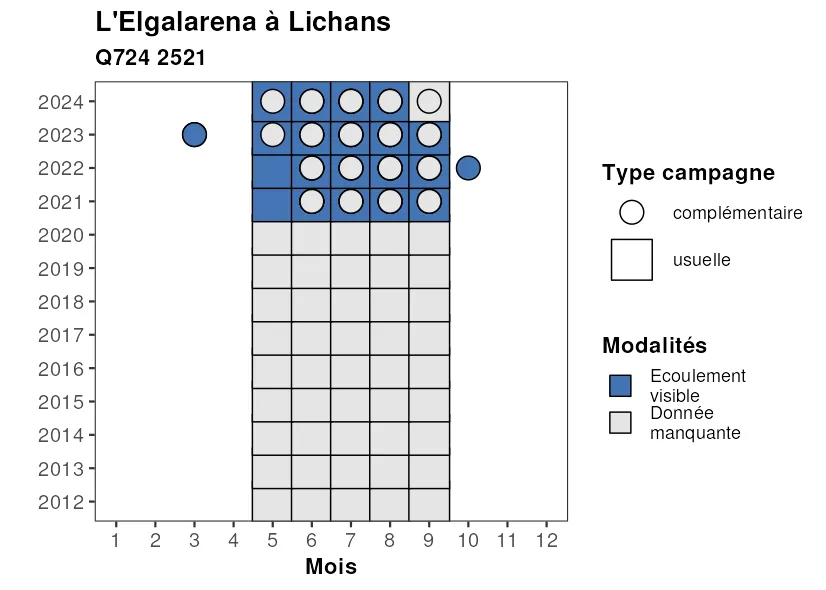 L'Elgalarena à Lichans
Q724 2521
2024
2023
2022
2021
2020
2019
2018
2017
2016
2015
2014
2013
2012
1 2 3 4 5 6 7 8 9 10 11 12
Mois
Type campagne
complémentaire
usuelle
Modalités
Ecoulement
visible
Donnée
manquante